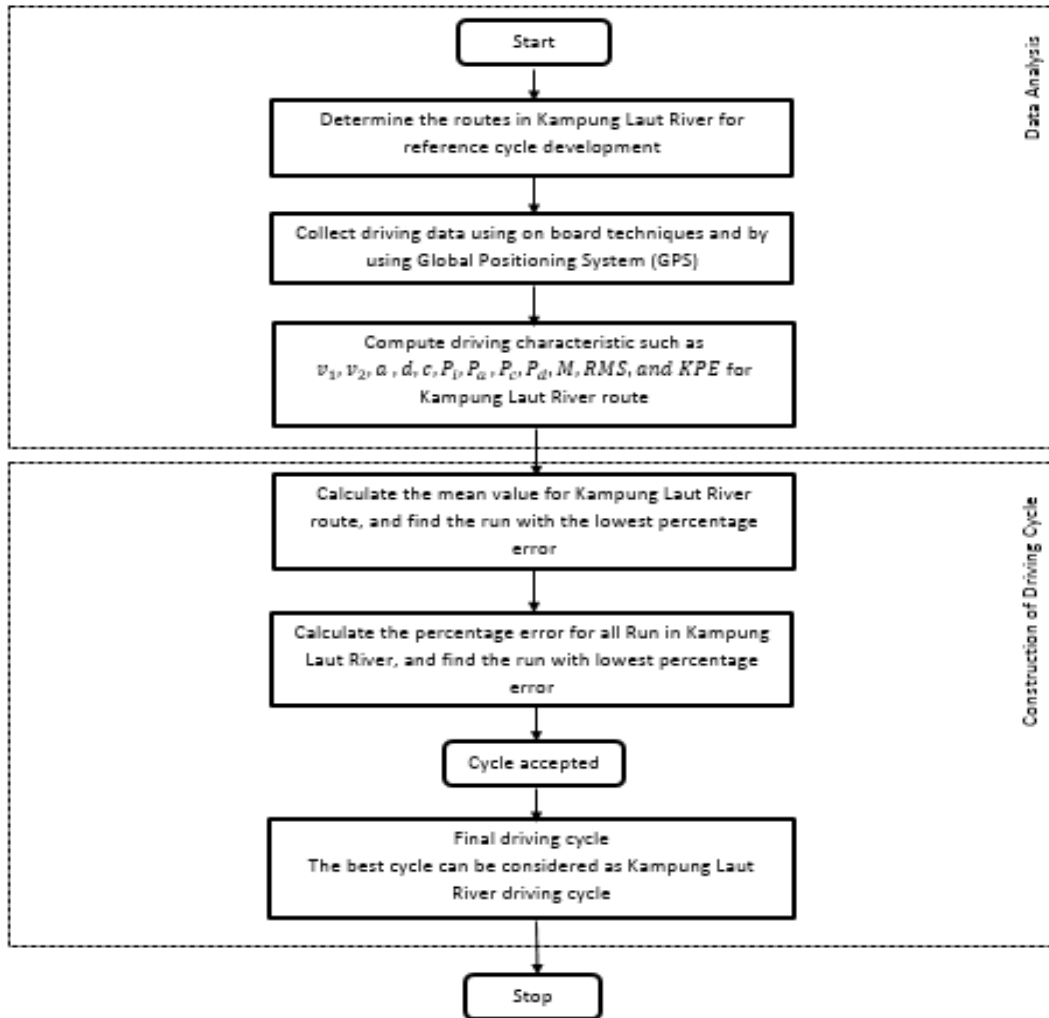 Start
Data Analysis
Determine the routes in Kampung Laut River for
reference cycle development
Collect driving data using on board techniques and by
using Global Positioning System (GPS)
Compute driving characteristic such as
v₁, v₂, a , d, c, Pᵢ, Pₐ, P_c, P_d, M, RMS, and KPE for
Kampung Laut River route
Calculate the mean value for Kampung Laut River
route, and find the run with the lowest percentage
error
Construction of Driving Cycle
Calculate the percentage error for all Run in Kampung
Laut River, and find the run with lowest percentage
error
Cycle accepted
Final driving cycle
The best cycle can be considered as Kampung Laut
River driving cycle
Stop